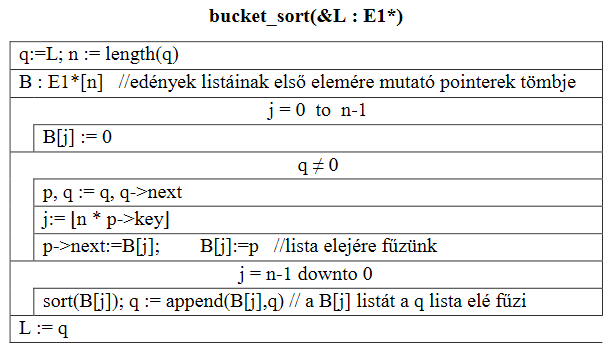 bucket_sort(&L : E1*)
q:=L; n := length(q)
B : E1*[n] //edények listáinak első elemére mutató pointerek tömbje
j = 0 to n-1
B[j] := 0
q ≠ 0
p, q := q, q->next
j:= ⌊n * p->key⌋
p->next:=B[j]; B[j]:=p //lista elejére fűzünk
j = n-1 downto 0
sort(B[j]); q := append(B[j],q) // a B[j] listát a q lista elé fűzi
L := q